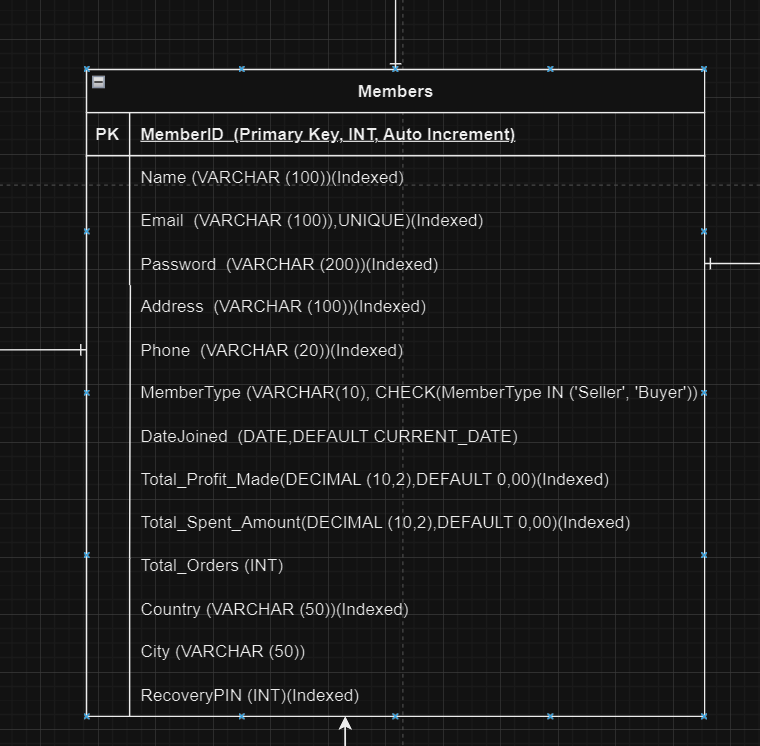 Members
PK MemberID  (Primary Key, INT, Auto Increment)
Name (VARCHAR (100))(Indexed)
Email  (VARCHAR (100)),UNIQUE)(Indexed)
Password  (VARCHAR (200))(Indexed)
Address  (VARCHAR (100))(Indexed)
Phone  (VARCHAR (20))(Indexed)
MemberType (VARCHAR(10), CHECK(MemberType IN ('Seller', 'Buyer'))
DateJoined  (DATE,DEFAULT CURRENT_DATE)
Total_Profit_Made(DECIMAL (10,2),DEFAULT 0,00)(Indexed)
Total_Spent_Amount(DECIMAL (10,2),DEFAULT 0,00)(Indexed)
Total_Orders (INT)
Country (VARCHAR (50))(Indexed)
City (VARCHAR (50))
RecoveryPIN (INT)(Indexed)